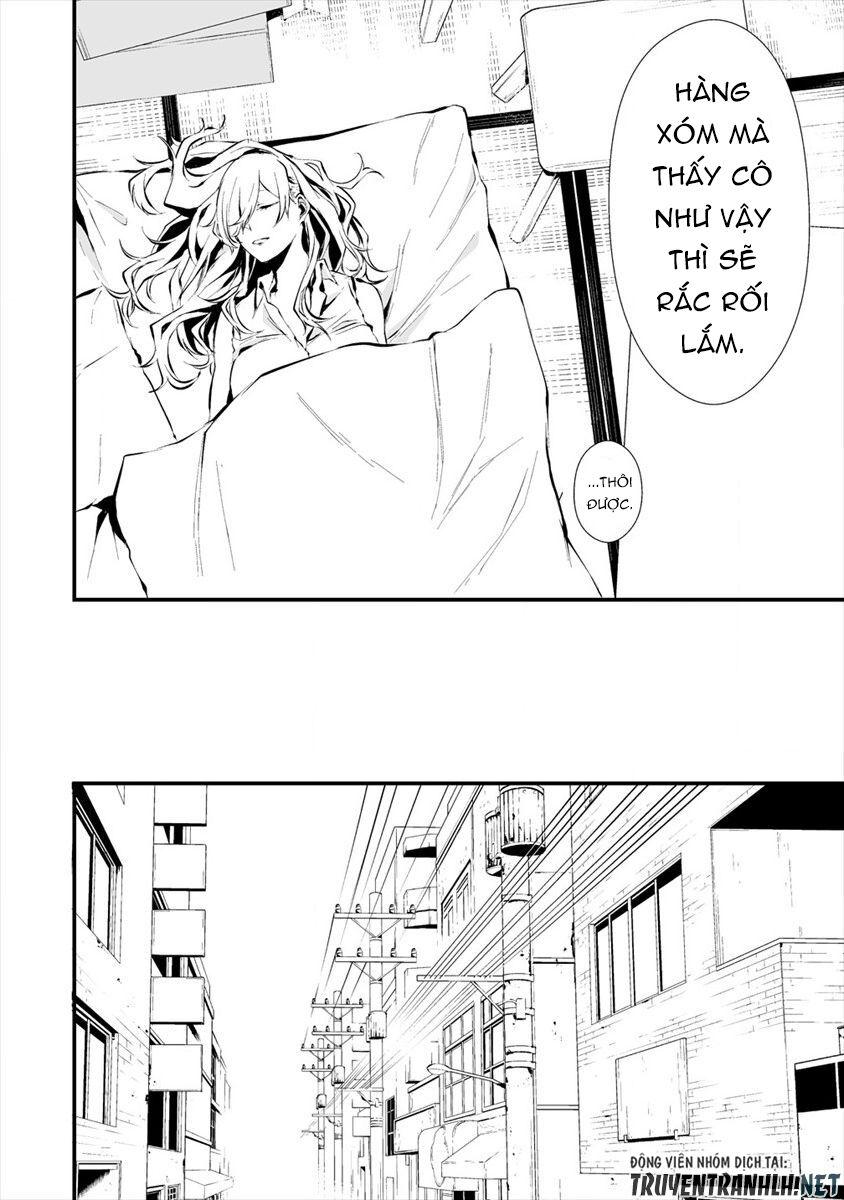 HÀNG
XÓM MÀ
THẤY CÔ
NHƯ VẬY
THÌ SẼ
RẮC RỐI
LẮM.
...THÔI
ĐƯỢC.
ĐỘNG VIÊN NHÓM DỊCH TẠI:
TRUYENTRANHLH.NET